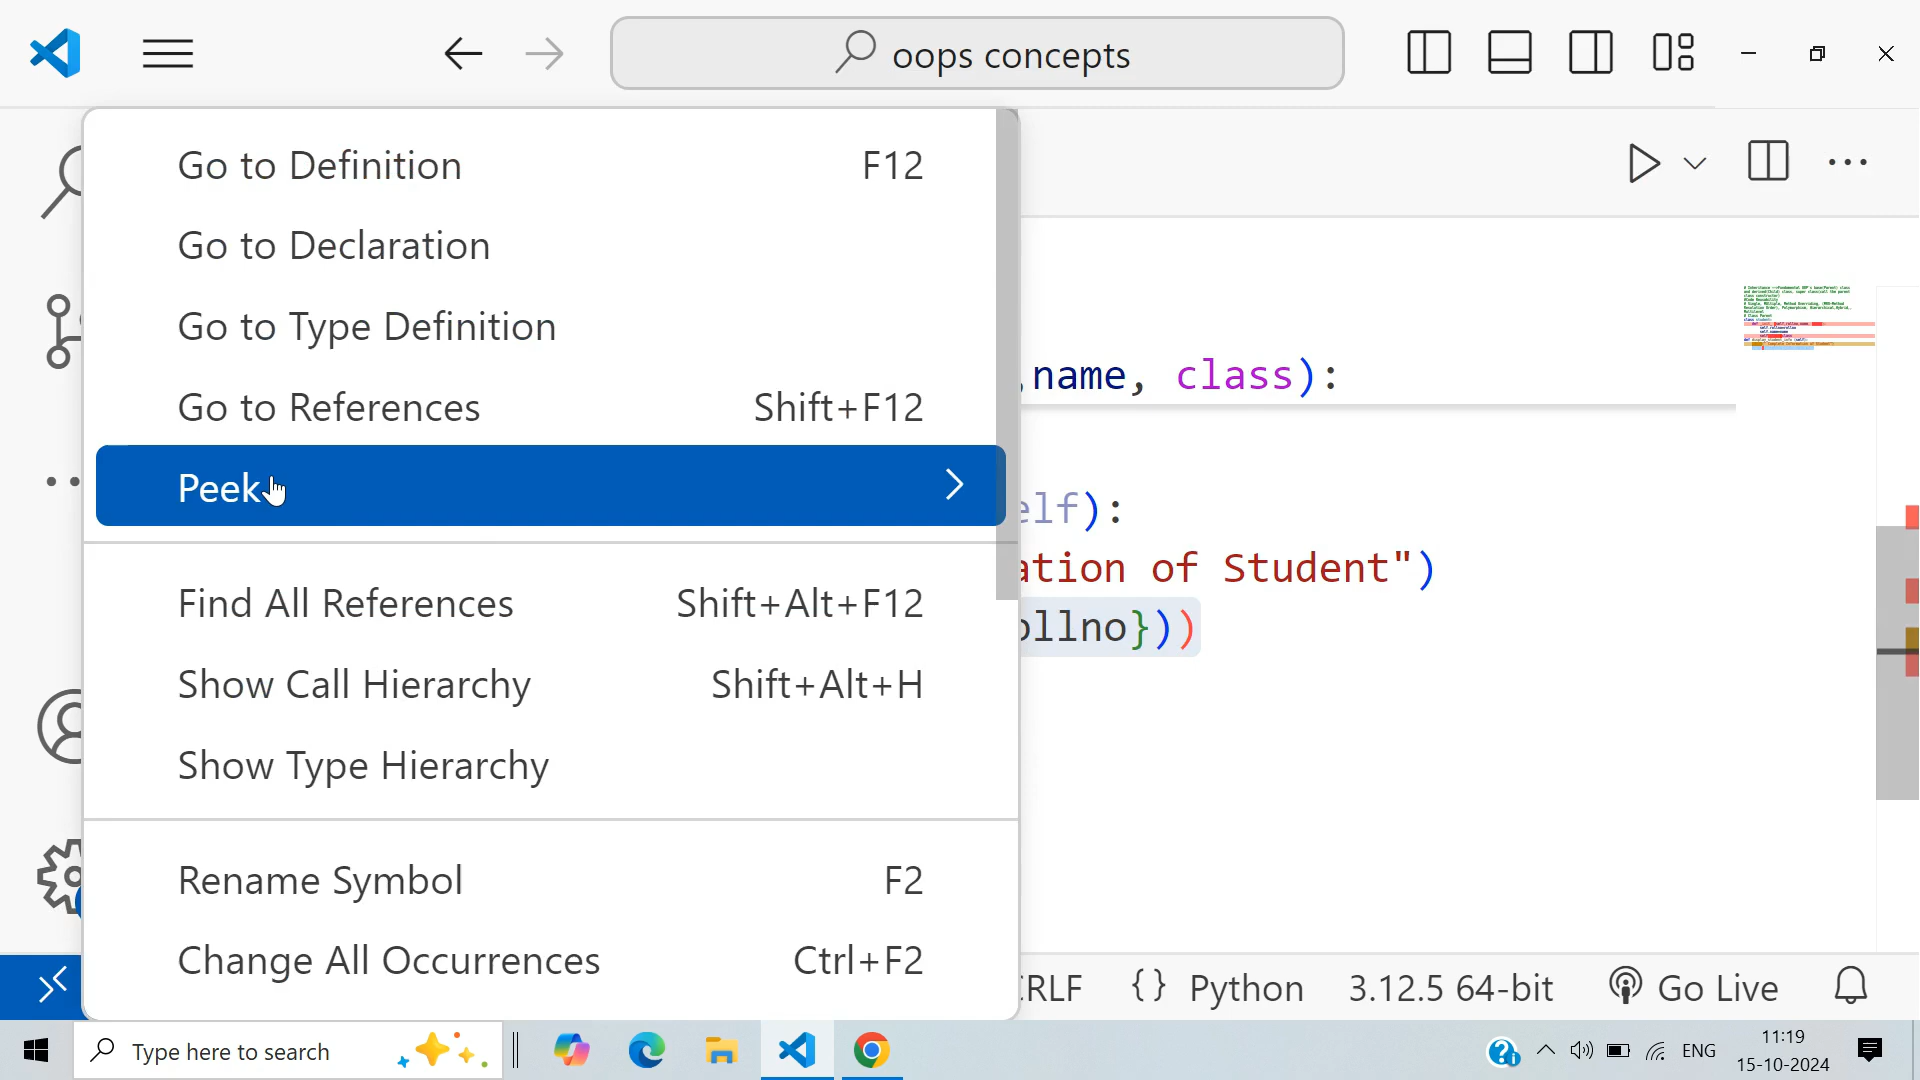 oops concepts
Go to Definition F12
Go to Declaration
Go to Type Definition
Go to References Shift+F12
,name, class):
Peek
elf):
Find All References Shift+Alt+F12
ation of Student")
ollno}))
Show Call Hierarchy Shift+Alt+H
Show Type Hierarchy
Rename Symbol F2
Change All Occurrences Ctrl+F2
CRLF {} Python 3.12.5 64-bit Go Live
Type here to search
ENG
11:19
15-10-2024